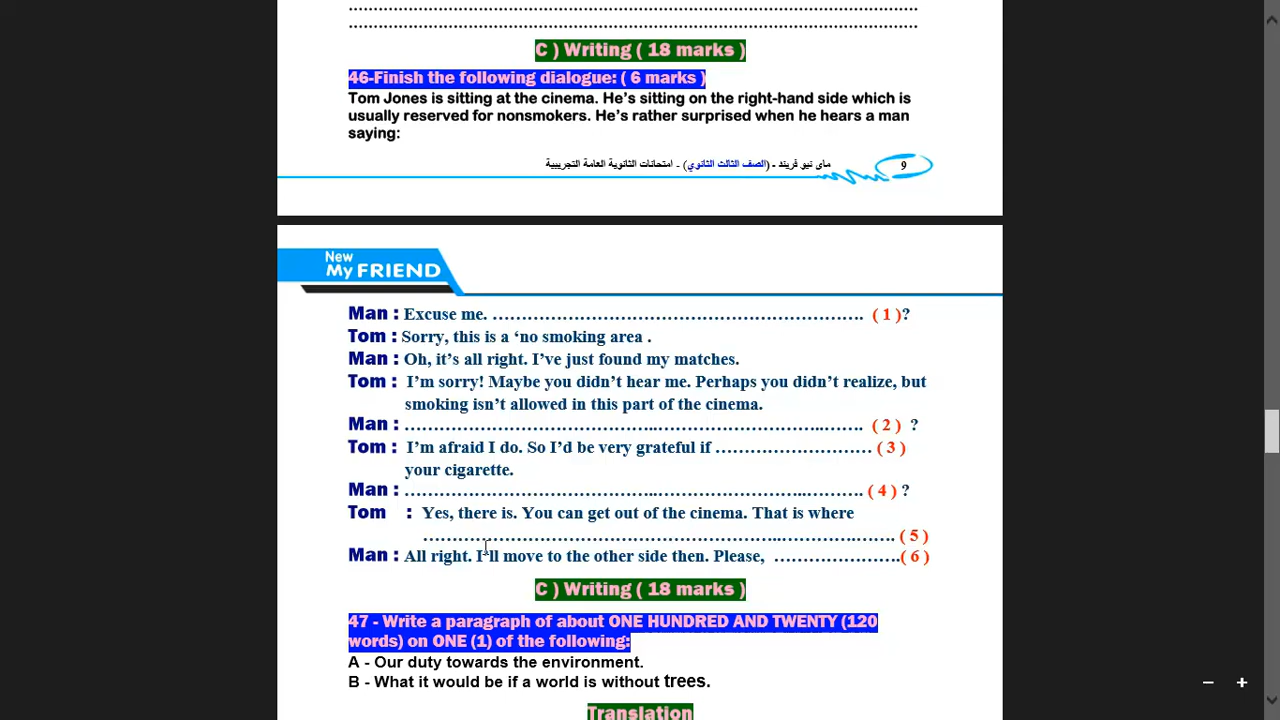 ……………………………………………………………………………………………………
……………………………………………………………………………………………………
C ) Writing ( 18 marks )
46-Finish the following dialogue: ( 6 marks )
Tom Jones is sitting at the cinema. He's sitting on the right-hand side which is
usually reserved for nonsmokers. He's rather surprised when he hears a man
saying:
ماى نيو فريند - (الصف الثالث الثانوي) - امتحانات الثانوية العامة التجريبية
9
New
My FRIEND
Man : Excuse me. ………………………………………………………. ( 1 )?
Tom : Sorry, this is a ‘no smoking area .
Man : Oh, it’s all right. I’ve just found my matches.
Tom : I’m sorry! Maybe you didn’t hear me. Perhaps you didn’t realize, but
smoking isn’t allowed in this part of the cinema.
Man : ……………………………………..……………………..……. ( 2 ) ?
Tom : I’m afraid I do. So I’d be very grateful if ……………………… ( 3 )
your cigarette.
Man : ……………………………………..……………………..………. ( 4 ) ?
Tom : Yes, there is. You can get out of the cinema. That is where
……………………………………………………..………….……. ( 5 )
Man : All right. I’ll move to the other side then. Please, ………………….( 6 )
C ) Writing ( 18 marks )
47 - Write a paragraph of about ONE HUNDRED AND TWENTY (120
words) on ONE (1) of the following:
A - Our duty towards the environment.
B - What it would be if a world is without trees.
Translation